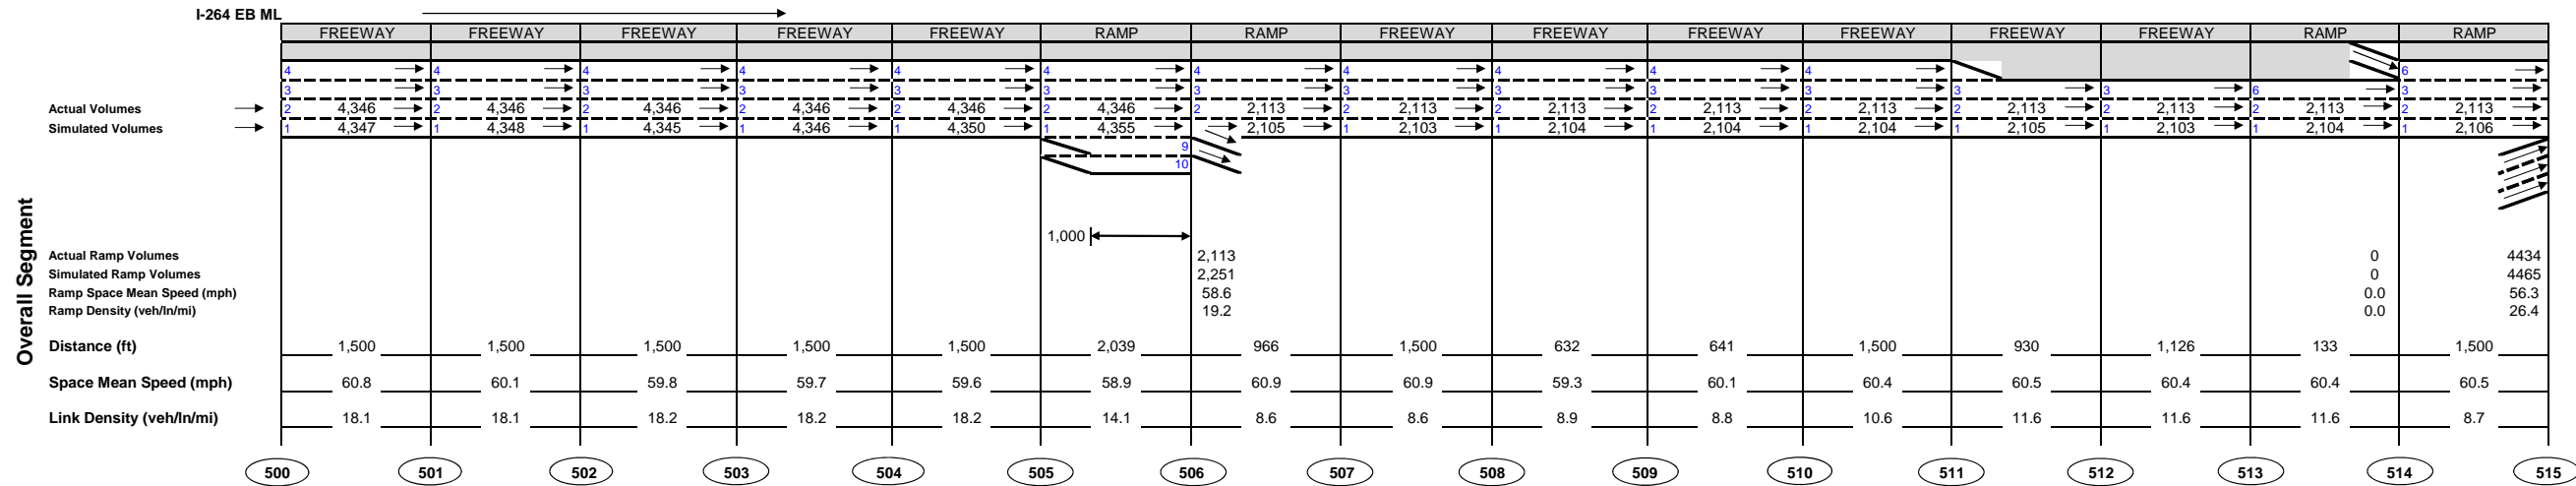 I-264 EB ML
FREEWAY FREEWAY FREEWAY FREEWAY FREEWAY RAMP RAMP FREEWAY FREEWAY FREEWAY FREEWAY FREEWAY FREEWAY RAMP RAMP
4 4 4 4 4 4 4 4 4 4 4 6
3 3 3 3 3 3 3 3 3 3 3 3 3 6 3
Actual Volumes 2 4,346 2 4,346 2 4,346 2 4,346 2 4,346 2 4,346 2 2,113 2 2,113 2 2,113 2 2,113 2 2,113 2 2,113 2 2,113 2 2,113 2 2,113
Simulated Volumes 1 4,347 1 4,348 1 4,345 1 4,346 1 4,350 1 4,355 2,105 1 2,103 1 2,104 1 2,104 1 2,104 1 2,105 1 2,103 1 2,104 1 2,106
9
10
1,000
Overall Segment
Actual Ramp Volumes 2,113 0 4434
Simulated Ramp Volumes 2,251 0 4465
Ramp Space Mean Speed (mph) 58.6 0.0 56.3
Ramp Density (veh/ln/mi) 19.2 0.0 26.4
Distance (ft) 1,500 1,500 1,500 1,500 1,500 2,039 966 1,500 632 641 1,500 930 1,126 133 1,500
Space Mean Speed (mph) 60.8 60.1 59.8 59.7 59.6 58.9 60.9 60.9 59.3 60.1 60.4 60.5 60.4 60.4 60.5
Link Density (veh/ln/mi) 18.1 18.1 18.2 18.2 18.2 14.1 8.6 8.6 8.9 8.8 10.6 11.6 11.6 11.6 8.7
500 501 502 503 504 505 506 507 508 509 510 511 512 513 514 515